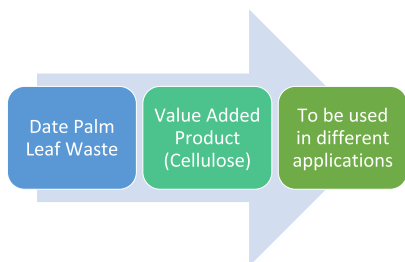 Date Palm
Leaf Waste
Value Added
Product
(Cellulose)
To be used
in different
applications